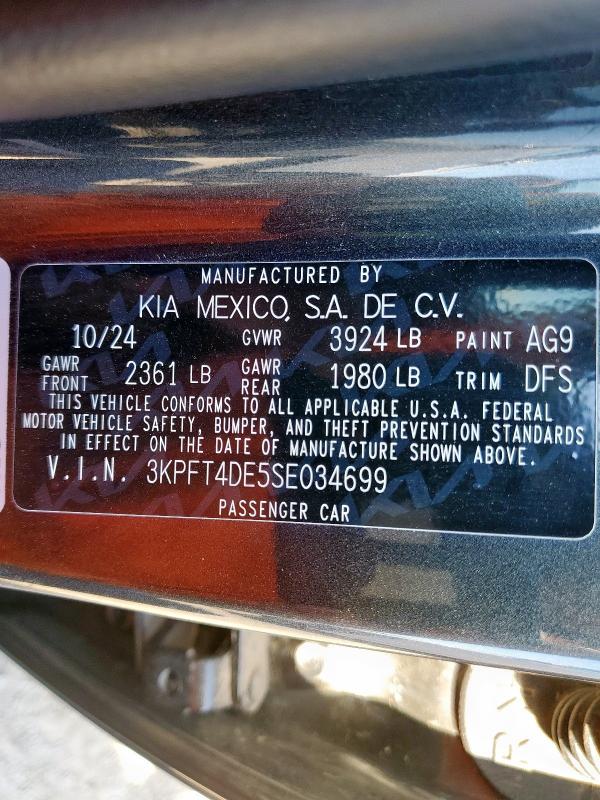 MANUFACTURED BY
KIA MEXICO, S.A. DE C.V.
10/24 GVWR 3924 LB PAINT AG9
GAWR FRONT 2361 LB GAWR REAR 1980 LB TRIM DFS
THIS VEHICLE CONFORMS TO ALL APPLICABLE U.S.A. FEDERAL
MOTOR VEHICLE SAFETY, BUMPER, AND THEFT PREVENTION STANDARDS
IN EFFECT ON THE DATE OF MANUFACTURE SHOWN ABOVE.
V.I.N. 3KPFT4DE5SE034699
PASSENGER CAR